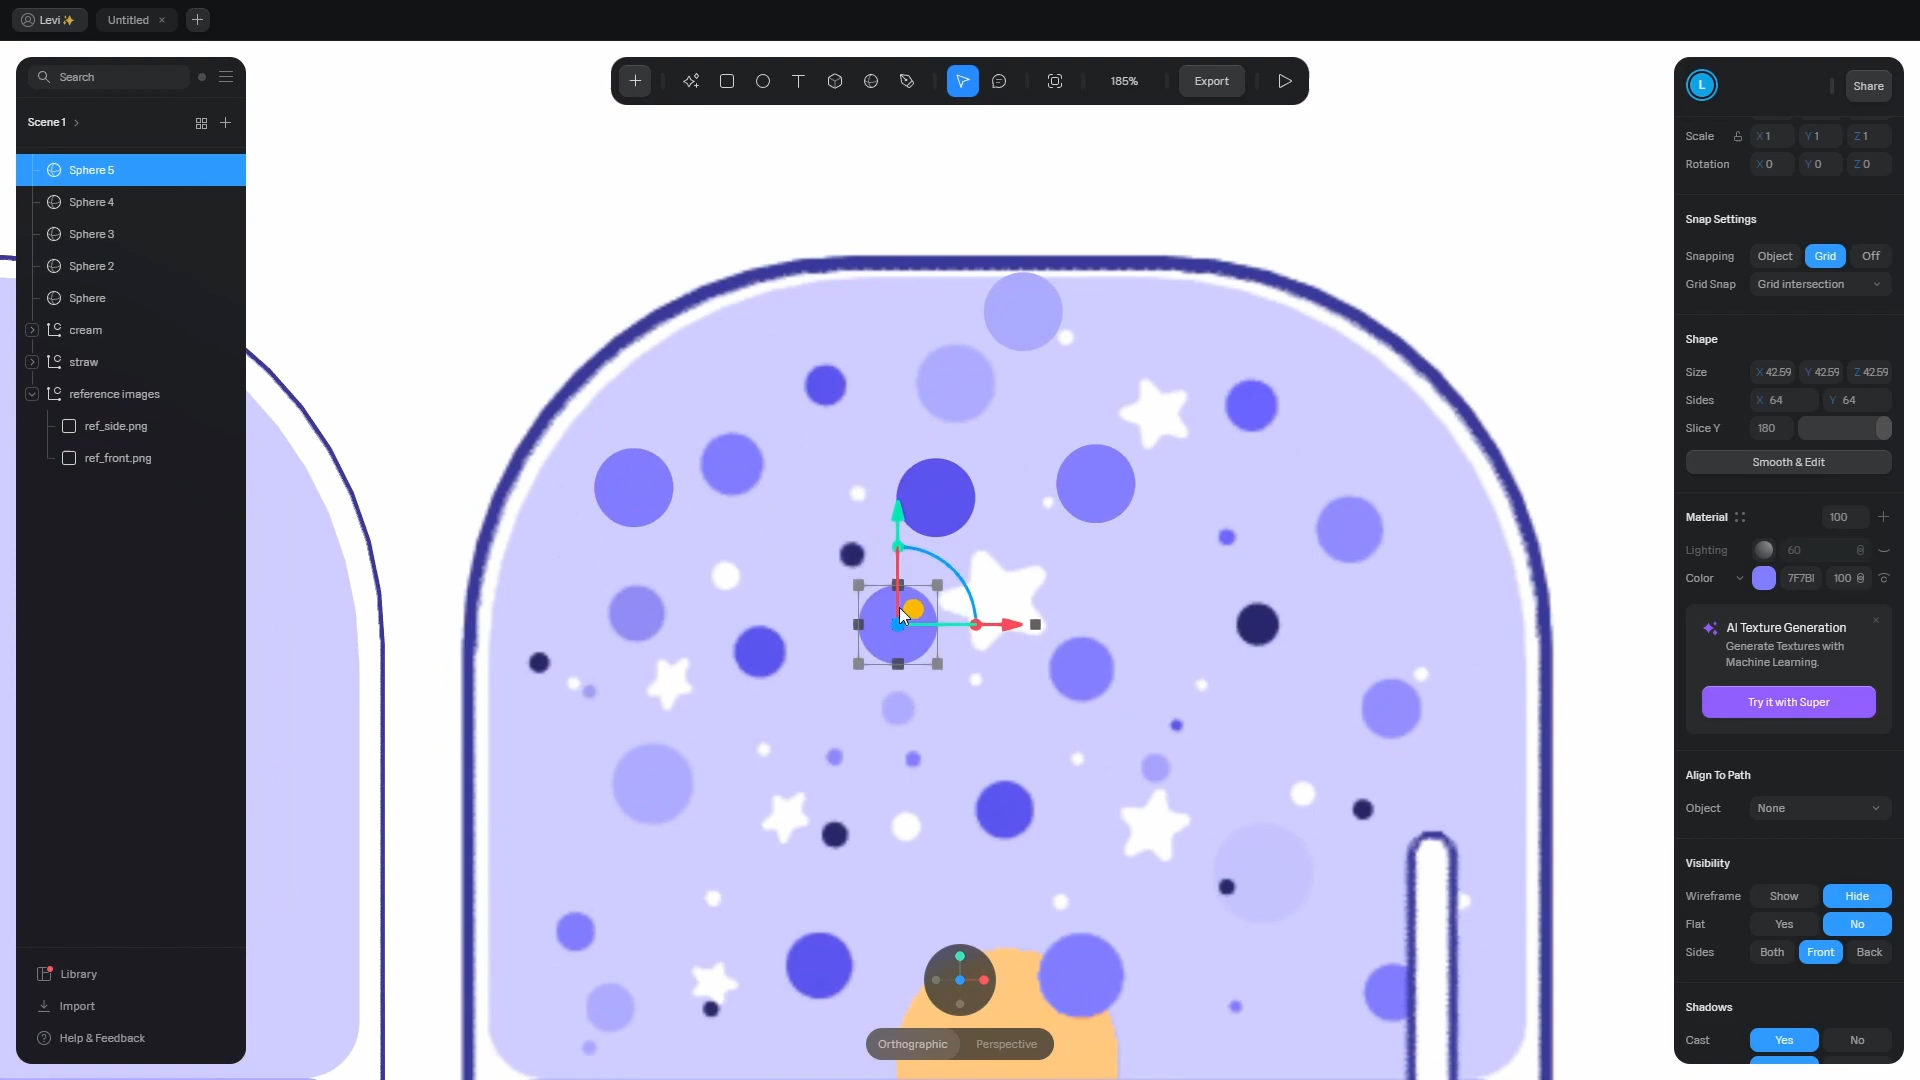 Levi✨
Untitled
Search
185%
Export
L
Share
Scene 1
Sphere 5
Sphere 4
Sphere 3
Sphere 2
Sphere
cream
straw
reference images
ref_side.png
ref_front.png
Library
Import
Help & Feedback
Orthographic Perspective
Scale X 1 Y 1 Z 1
Rotation X 0 Y 0 Z 0
Snap Settings
Snapping Object Grid Off
Grid Snap Grid intersection
Shape
Size X 42.59 Y 42.59 Z 42.59
Sides X 64 Y 64
Slice Y 180
Smooth & Edit
Material 100
Lighting 60
Color 7F7BI 100
AI Texture Generation
Generate Textures with
Machine Learning.
Try it with Super
Align To Path
Object None
Visibility
Wireframe Show Hide
Flat Yes No
Sides Both Front Back
Shadows
Cast Yes No